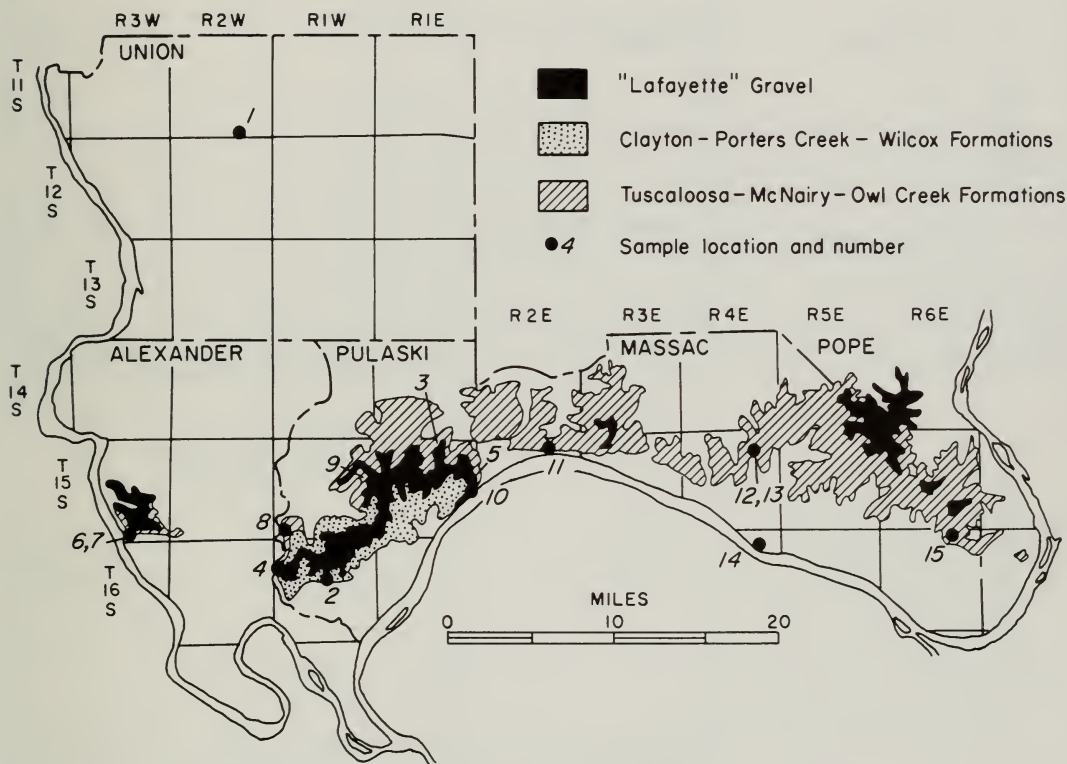 R3W R2W R1W R1E
UNION
T
11
S
1
T
12
S
T
13
S
"Lafayette" Gravel
Clayton – Porters Creek – Wilcox Formations
Tuscaloosa – McNairy – Owl Creek Formations
4 Sample location and number
R2E R3E R4E R5E R6E
ALEXANDER PULASKI MASSAC POPE
T
14
S
3
T
15
S
9
5
10
11
12,13
8
6,7
4
2
14
15
T
16
S
MILES
0 10 20